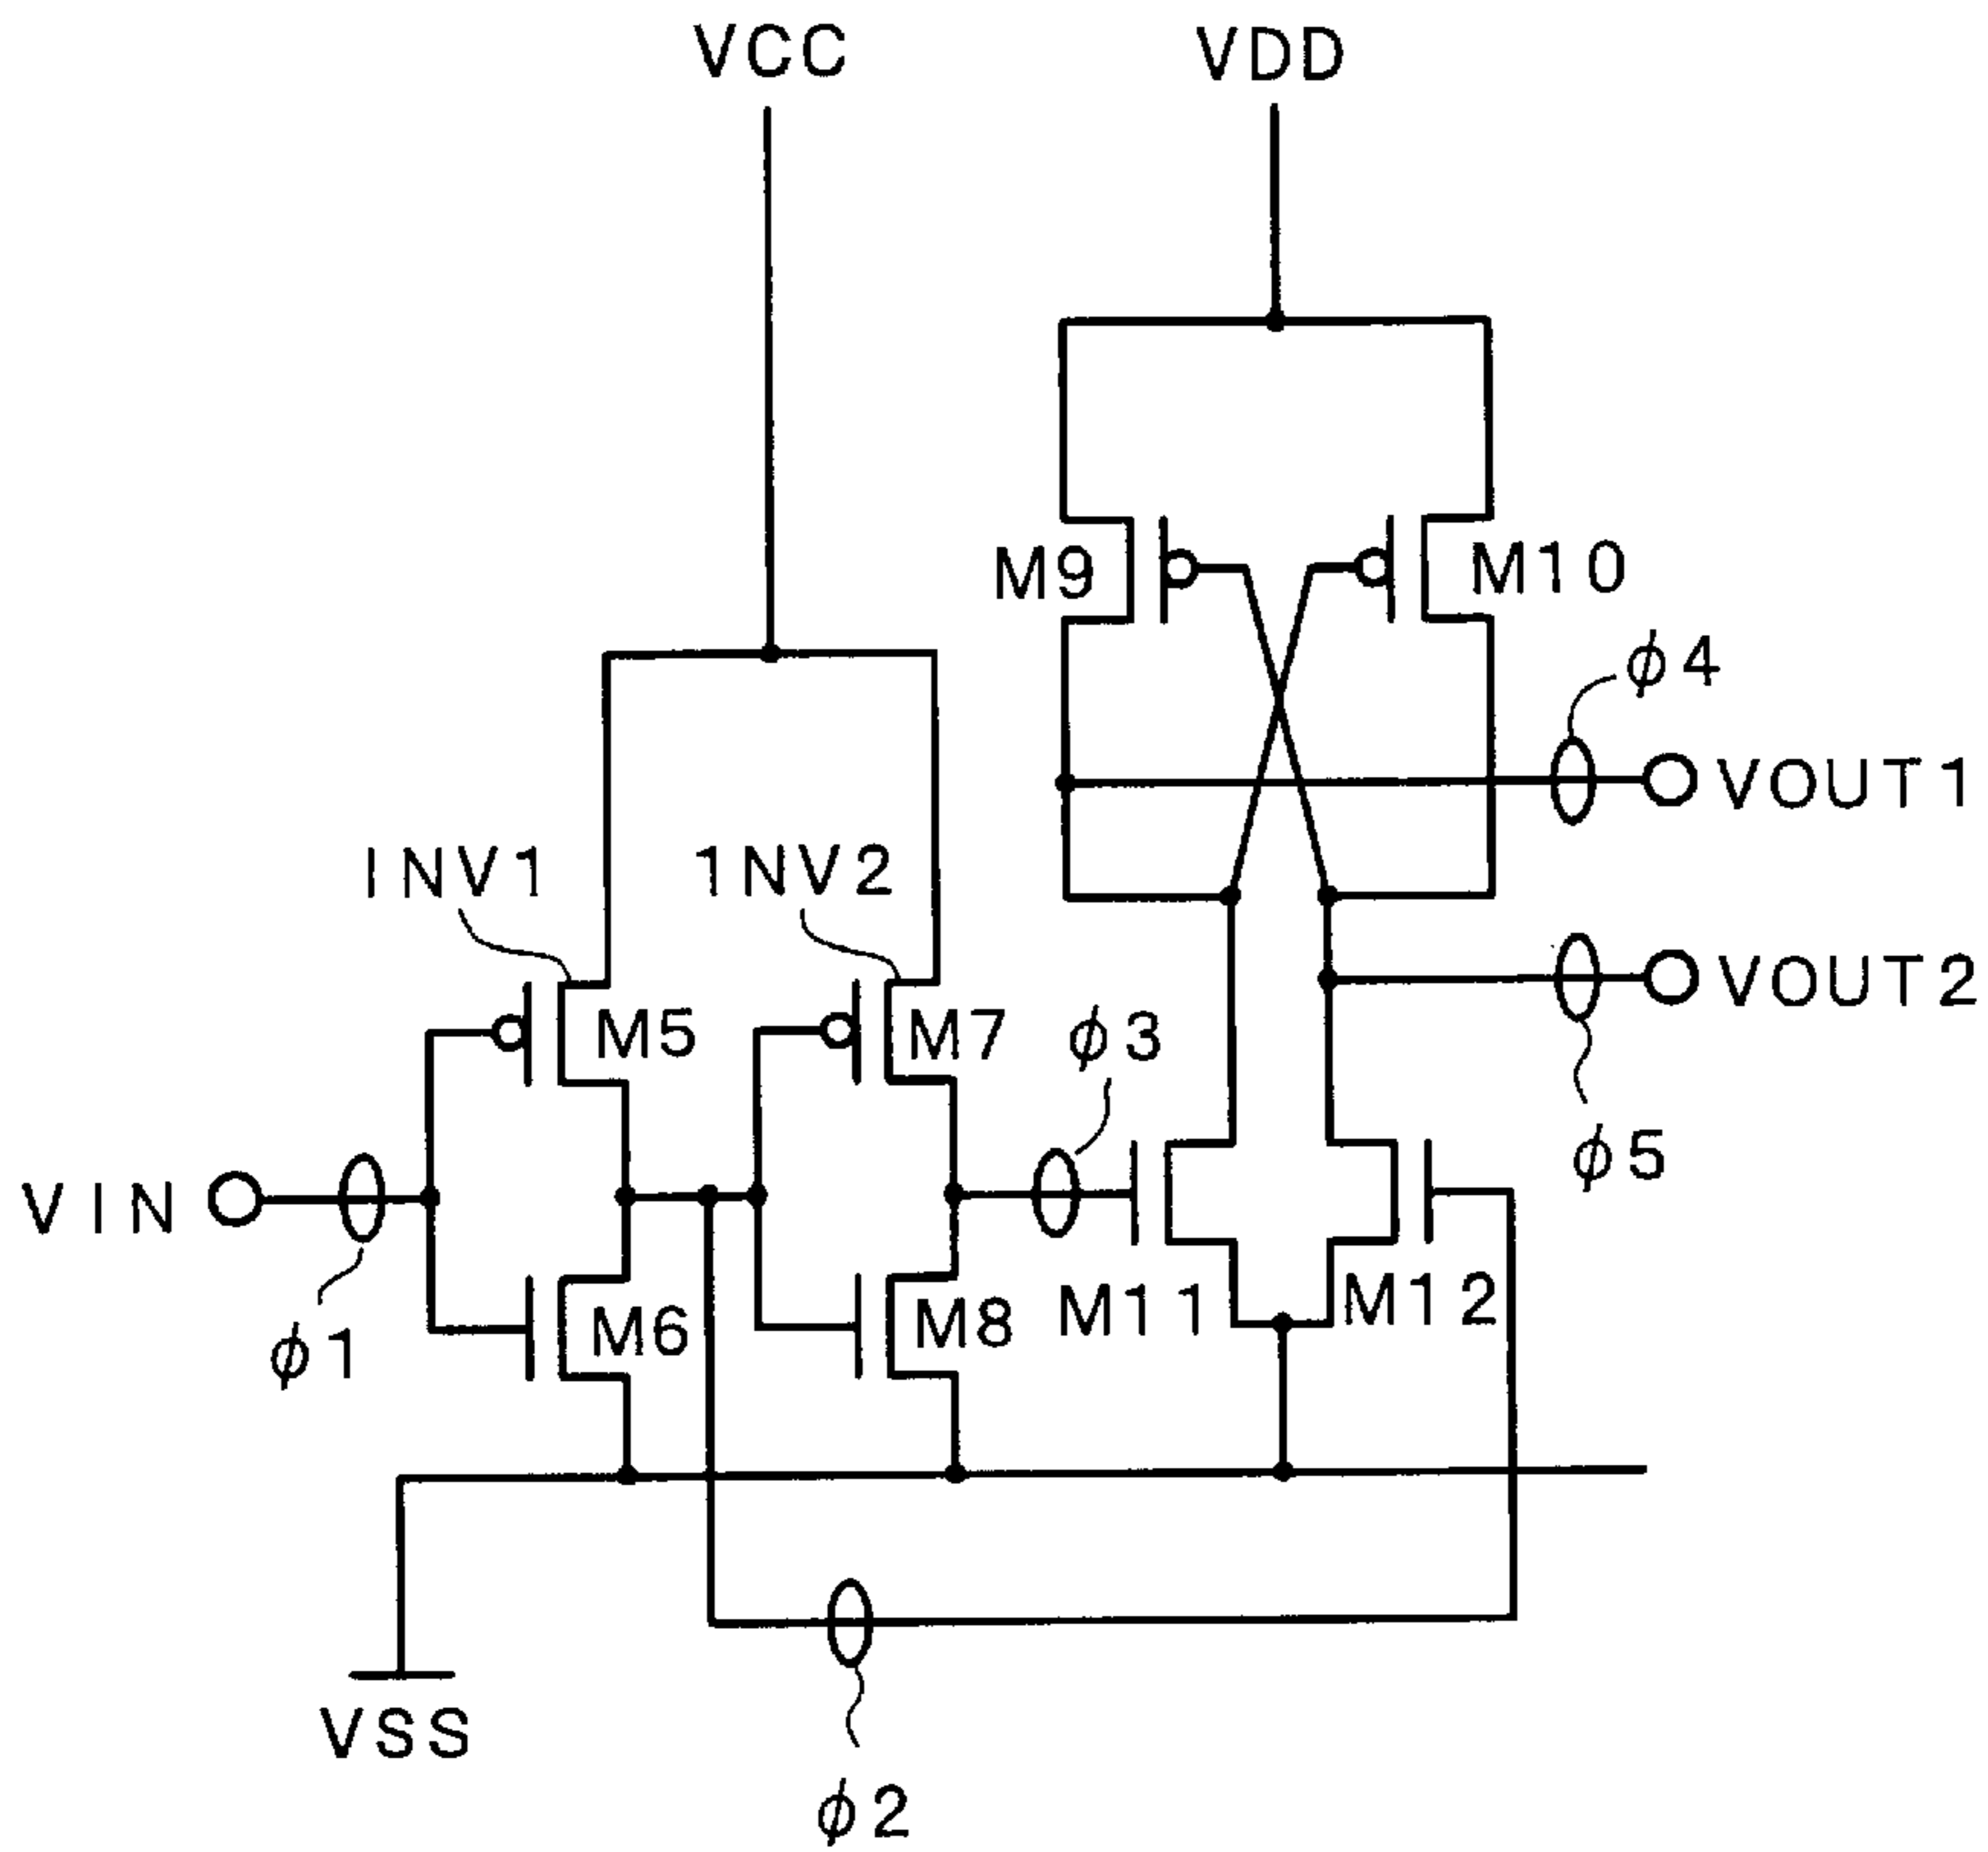 VCC
VDD
M9
M10
ϕ4
VOUT1
INV1
1NV2
VOUT2
M5
M7
ϕ3
ϕ5
VIN
M6
M8
M11
M12
ϕ1
VSS
ϕ2